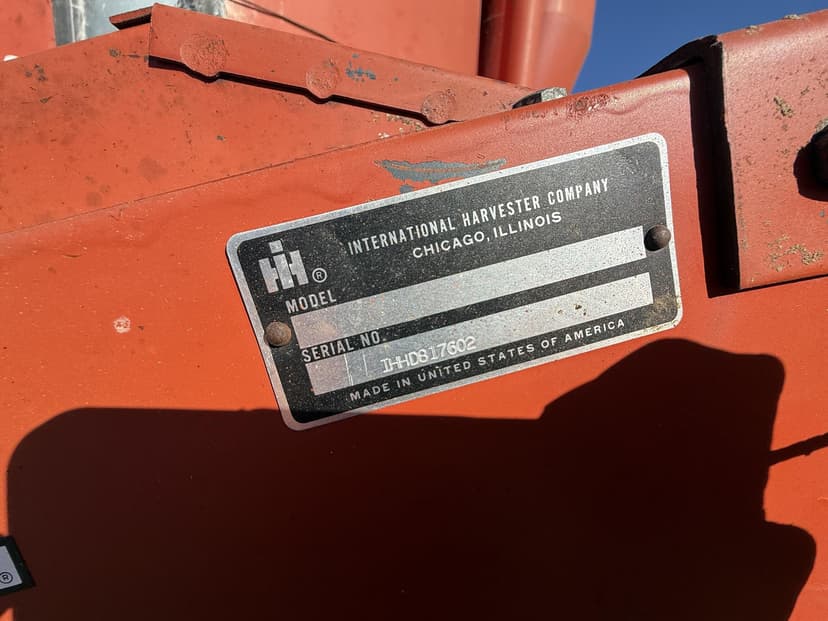 INTERNATIONAL HARVESTER COMPANY
CHICAGO, ILLINOIS
IH ®
MODEL
SERIAL NO.
IHHD817602
MADE IN UNITED STATES OF AMERICA
®